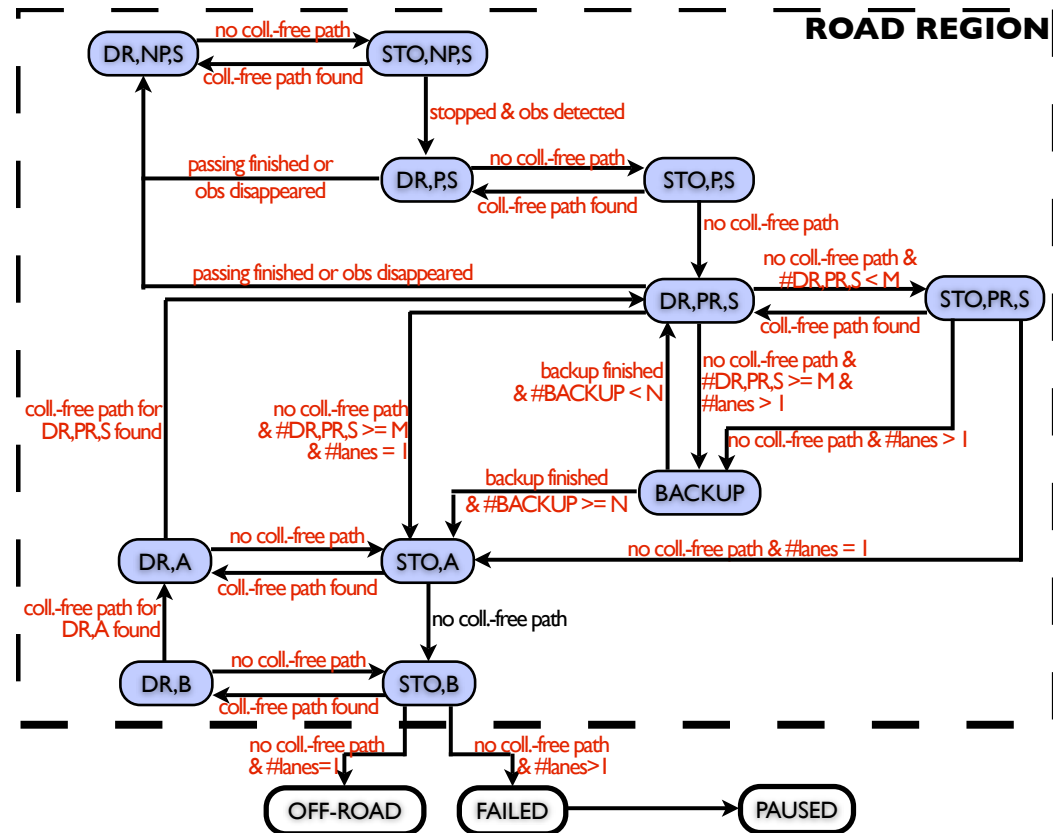 ROAD REGION
no coll.-free path
DR,NP,S
STO,NP,S
coll.-free path found
stopped & obs detected
passing finished or
obs disappeared
DR,P,S
no coll.-free path
STO,P,S
coll.-free path found
no coll.-free path
passing finished or obs disappeared
no coll.-free path &
#DR,PR,S < M
DR,PR,S
STO,PR,S
coll.-free path found
backup finished
& #BACKUP < N
no coll.-free path &
#DR,PR,S >= M &
#lanes > 1
coll.-free path for
DR,PR,S found
no coll.-free path
& #DR,PR,S >= M
& #lanes = 1
no coll.-free path & #lanes > 1
backup finished
& #BACKUP >= N
BACKUP
no coll.-free path
DR,A
STO,A
coll.-free path found
no coll.-free path & #lanes = 1
coll.-free path for
DR,A found
no coll.-free path
no coll.-free path
DR,B
STO,B
coll.-free path found
no coll.-free path
& #lanes=1
no coll.-free path
& #lanes>1
OFF-ROAD
FAILED
PAUSED